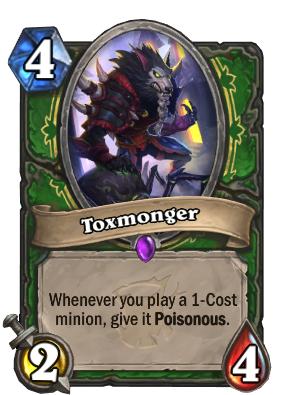 4
Toxmonger
Whenever you play a 1-Cost
minion, give it Poisonous.
2
4